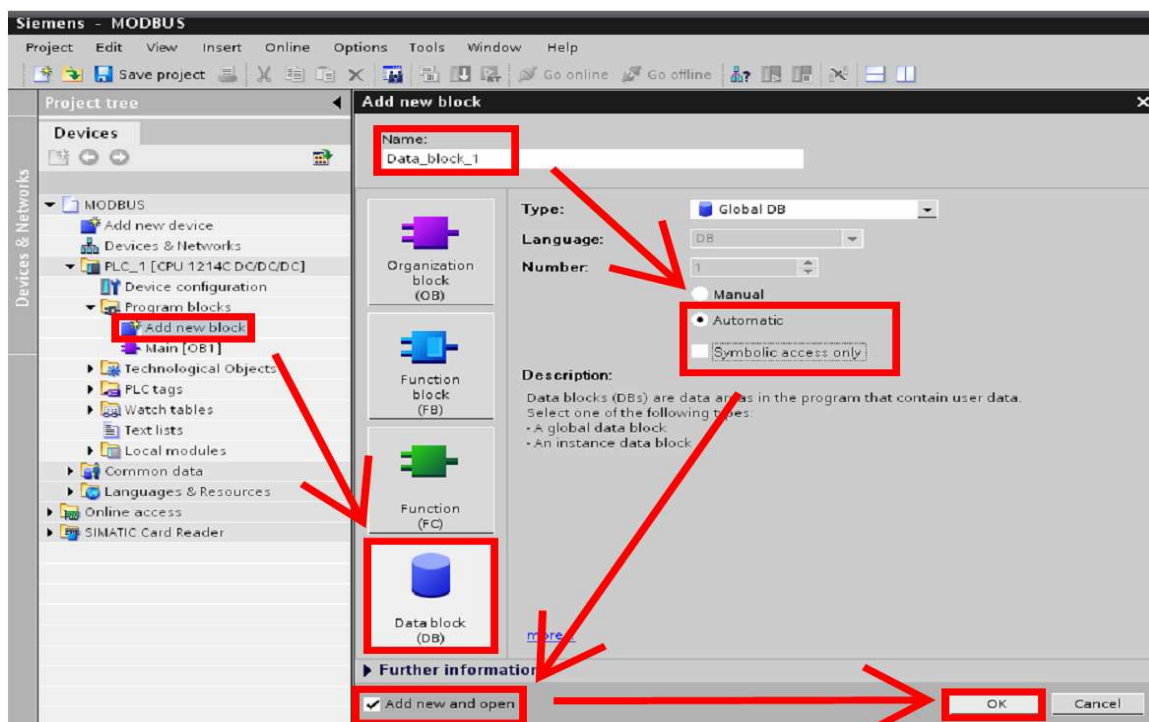 Siemens - MODBUS
Project Edit View Insert Online Options Tools Window Help
Save project Go online Go offline
Project tree
Devices
Devices & Networks
MODBUS
Add new device
Devices & Networks
PLC_1 [CPU 1214C DC/DC/DC]
Device configuration
Program blocks
Add new block
Main [OB1]
Technological Objects
PLC tags
Watch tables
Text lists
Local modules
Common data
Languages & Resources
Online access
SIMATIC Card Reader
Add new block
Name:
Data_block_1
Organization
block
(OB)
Function
block
(FB)
Function
(FC)
Data block
(DB)
Type: Global DB
Language: DB
Number: 1
Manual
Automatic
Symbolic access only
Description:
Data blocks (DBs) are data areas in the program that contain user data.
Select one of the following types:
- A global data block
- An instance data block
more...
Further information
Add new and open
OK Cancel